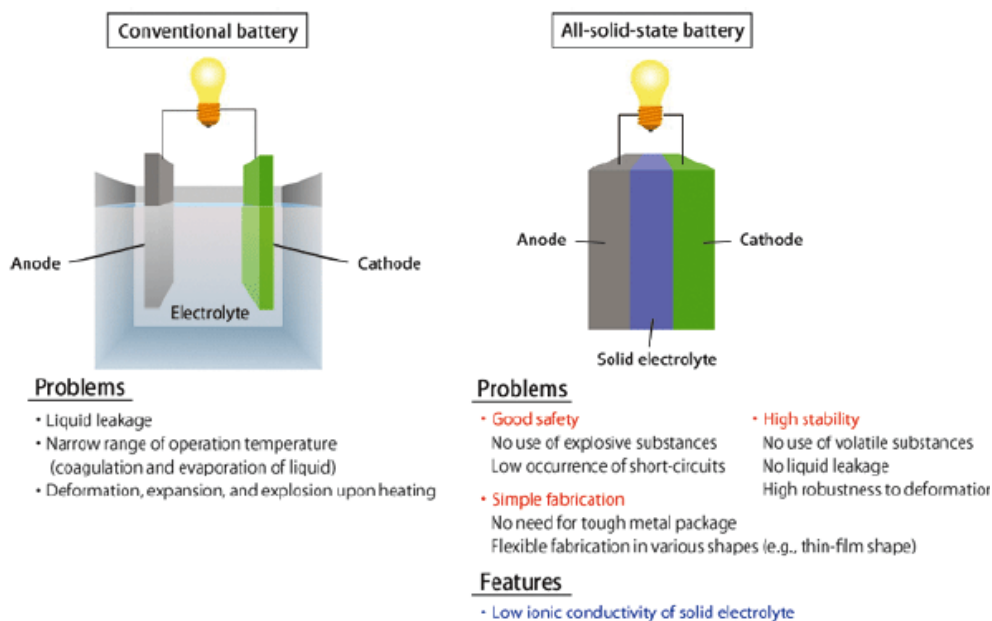 Conventional battery
Anode
Cathode
Electrolyte
Problems
・Liquid leakage
・Narrow range of operation temperature
(coagulation and evaporation of liquid)
・Deformation, expansion, and explosion upon heating
All-solid-state battery
Anode
Cathode
Solid electrolyte
Problems
・Good safety
No use of explosive substances
Low occurrence of short-circuits
・Simple fabrication
No need for tough metal package
Flexible fabrication in various shapes (e.g., thin-film shape)
・High stability
No use of volatile substances
No liquid leakage
High robustness to deformation
Features
・Low ionic conductivity of solid electrolyte